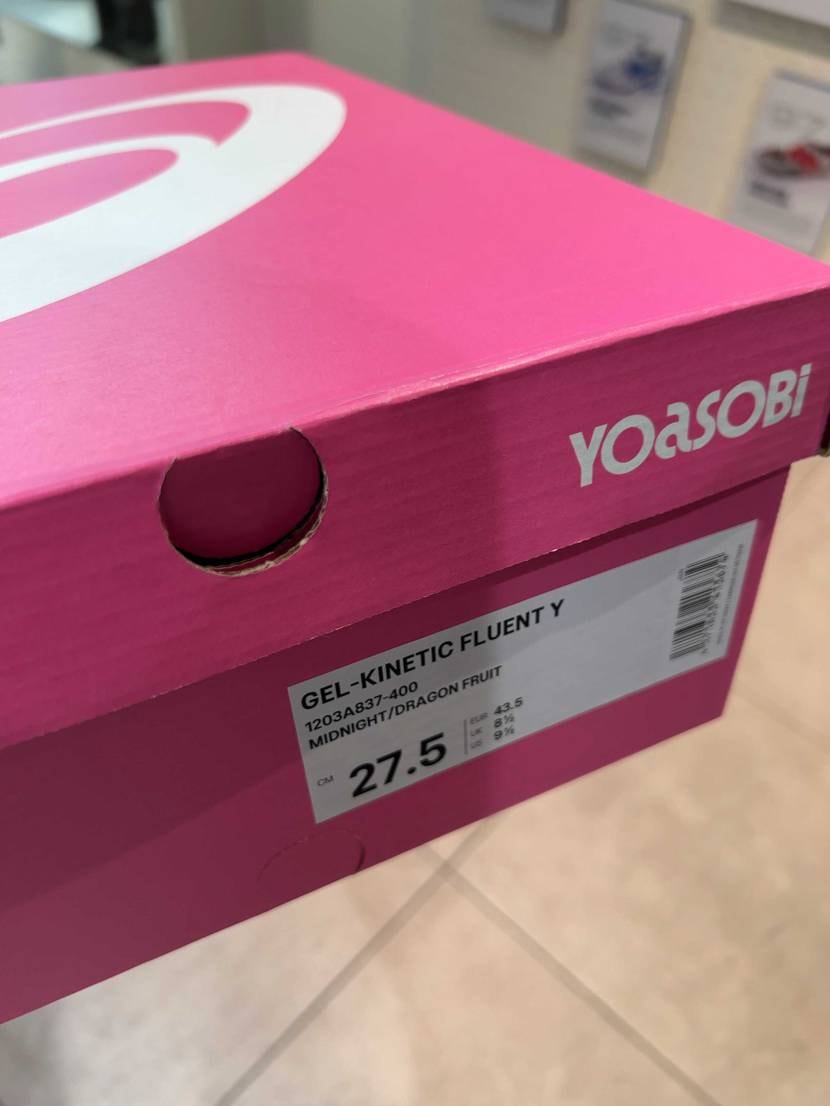 YOASOBI
GEL-KINETIC FLUENT Y
1203A837-400
MIDNIGHT/DRAGON FRUIT
CM 27.5
EUR 43.5
UK 8½
US 9½